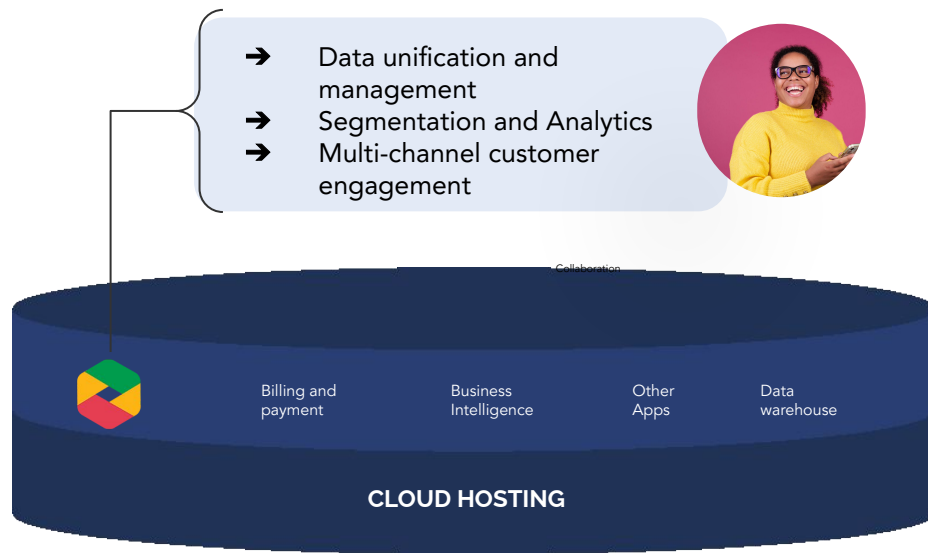 ➔ Data unification and
management
➔ Segmentation and Analytics
➔ Multi-channel customer
engagement
Collaboration
Billing and
payment
Business
Intelligence
Other
Apps
Data
warehouse
CLOUD HOSTING